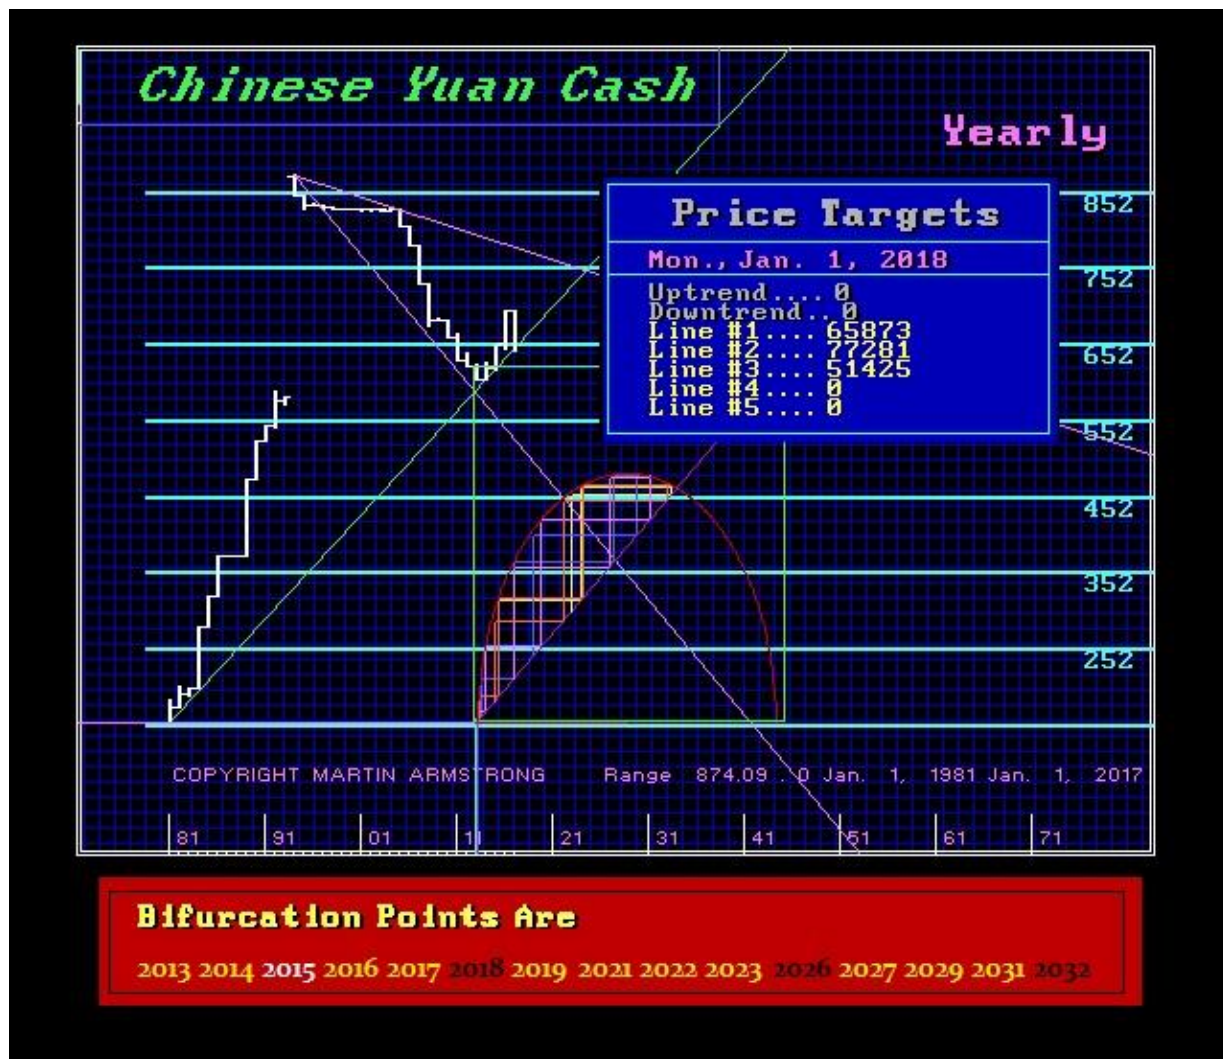 Chinese Yuan Cash
Yearly
Price Targets
Mon., Jan. 1, 2018
Uptrend.... 0
Downtrend.. 0
Line #1.... 65873
Line #2.... 77281
Line #3.... 51425
Line #4.... 0
Line #5.... 0
852
752
652
552
452
352
252
COPYRIGHT MARTIN ARMSTRONG Range 874.09 . 0 Jan. 1, 1981 Jan. 1, 2017
81 91 01 11 21 31 41 51 61 71
Bifurcation Points Are
2013 2014 2015 2016 2017 2018 2019 2021 2022 2023 2026 2027 2029 2031 2032